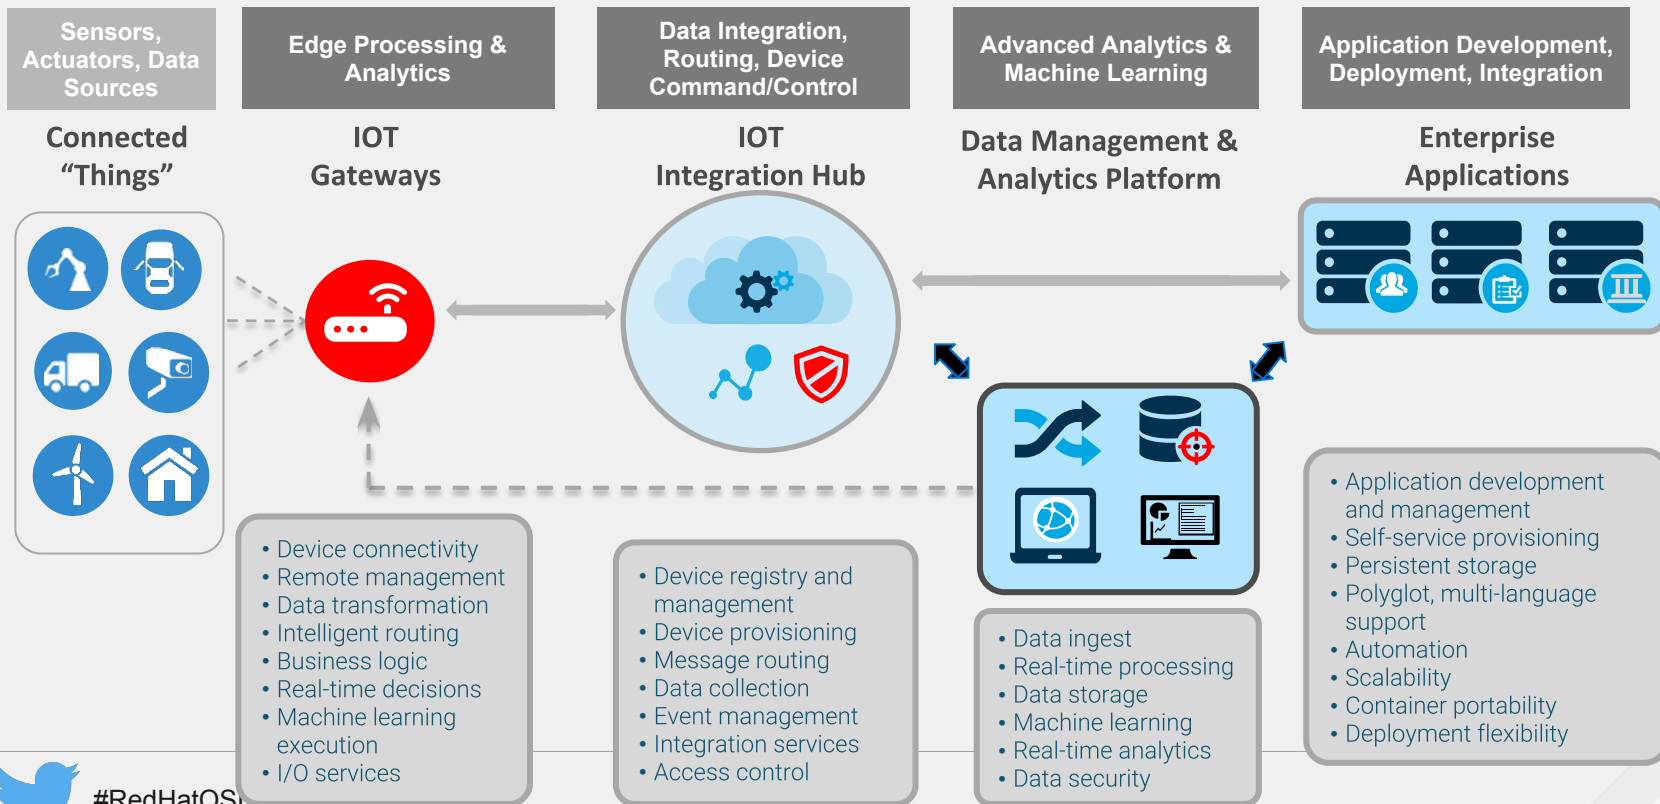 Sensors,
Actuators, Data
Sources
Edge Processing &
Analytics
Data Integration,
Routing, Device
Command/Control
Advanced Analytics &
Machine Learning
Application Development,
Deployment, Integration
Connected
“Things”
IOT
Gateways
IOT
Integration Hub
Data Management &
Analytics Platform
Enterprise
Applications
• Device connectivity
• Remote management
• Data transformation
• Intelligent routing
• Business logic
• Real-time decisions
• Machine learning
execution
• I/O services
• Device registry and
management
• Device provisioning
• Message routing
• Data collection
• Event management
• Integration services
• Access control
• Data ingest
• Real-time processing
• Data storage
• Machine learning
• Real-time analytics
• Data security
• Application development
and management
• Self-service provisioning
• Persistent storage
• Polyglot, multi-language
support
• Automation
• Scalability
• Container portability
• Deployment flexibility